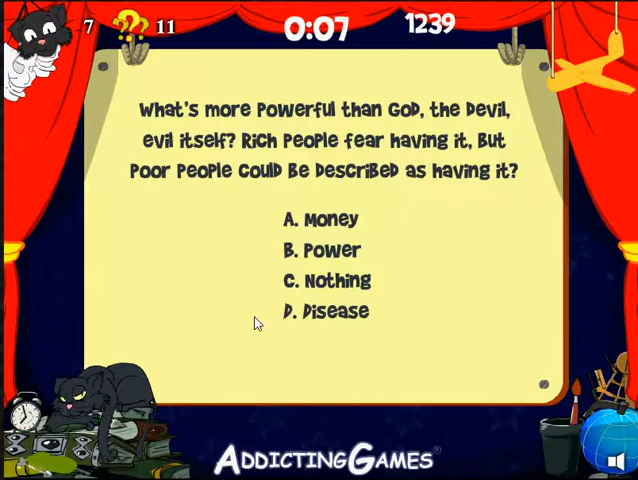 7 ?? 11 0:07 1239
What's more powerful than God, the Devil,
evil itself? Rich people fear having it, but
poor people could be described as having it?
A. Money
B. Power
C. Nothing
D. Disease
AddictingGames